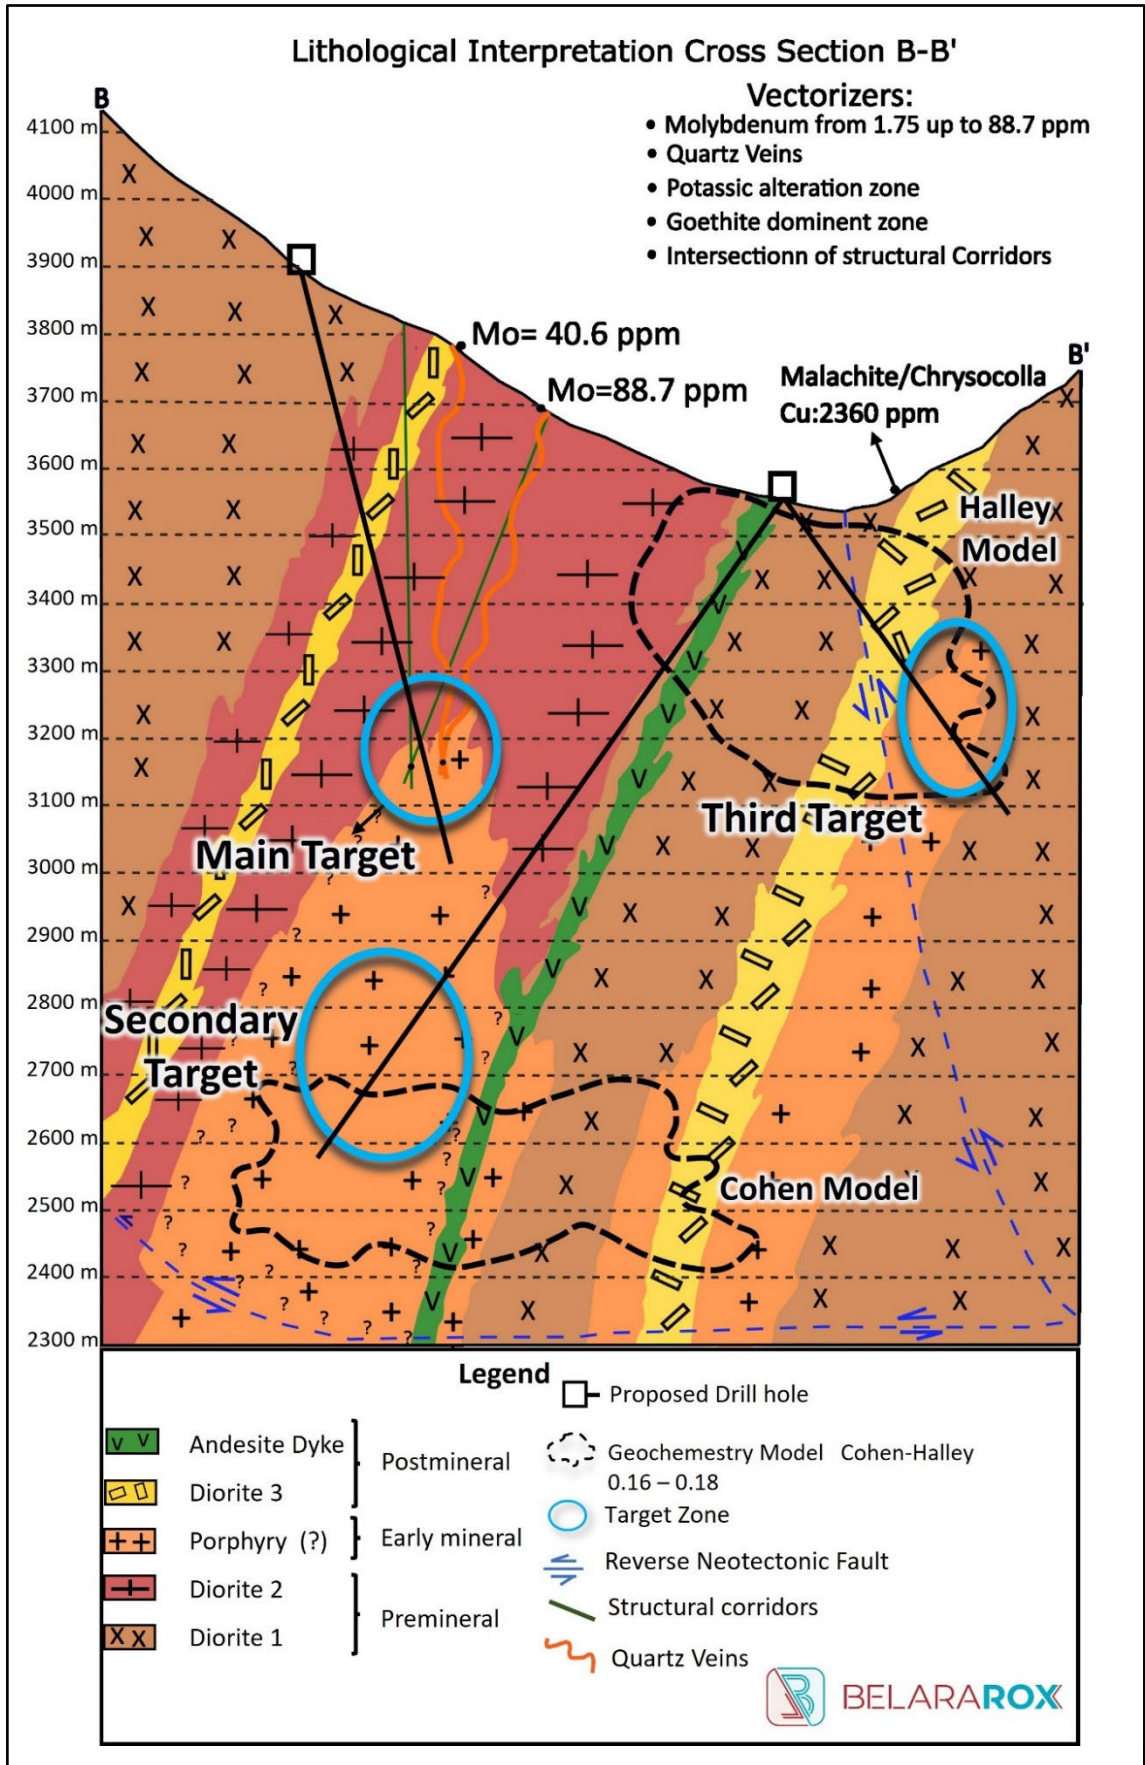 Lithological Interpretation Cross Section B-B'
Vectorizers:
• Molybdenum from 1.75 up to 88.7 ppm
• Quartz Veins
• Potassic alteration zone
• Goethite dominent zone
• Intersectionn of structural Corridors
B
B'
4100 m
4000 m
3900 m
3800 m
3700 m
3600 m
3500 m
3400 m
3300 m
3200 m
3100 m
3000 m
2900 m
2800 m
2700 m
2600 m
2500 m
2400 m
2300 m
Mo= 40.6 ppm
Mo=88.7 ppm
Malachite/Chrysocolla
Cu:2360 ppm
Halley
Model
Third Target
Main Target
Secondary
Target
Cohen Model
Legend
Andesite Dyke
Diorite 3
Postmineral
Porphyry (?)
Early mineral
Diorite 2
Diorite 1
Premineral
Proposed Drill hole
Geochemestry Model Cohen-Halley
0.16 – 0.18
Target Zone
Reverse Neotectonic Fault
Structural corridors
Quartz Veins
BELARAROX